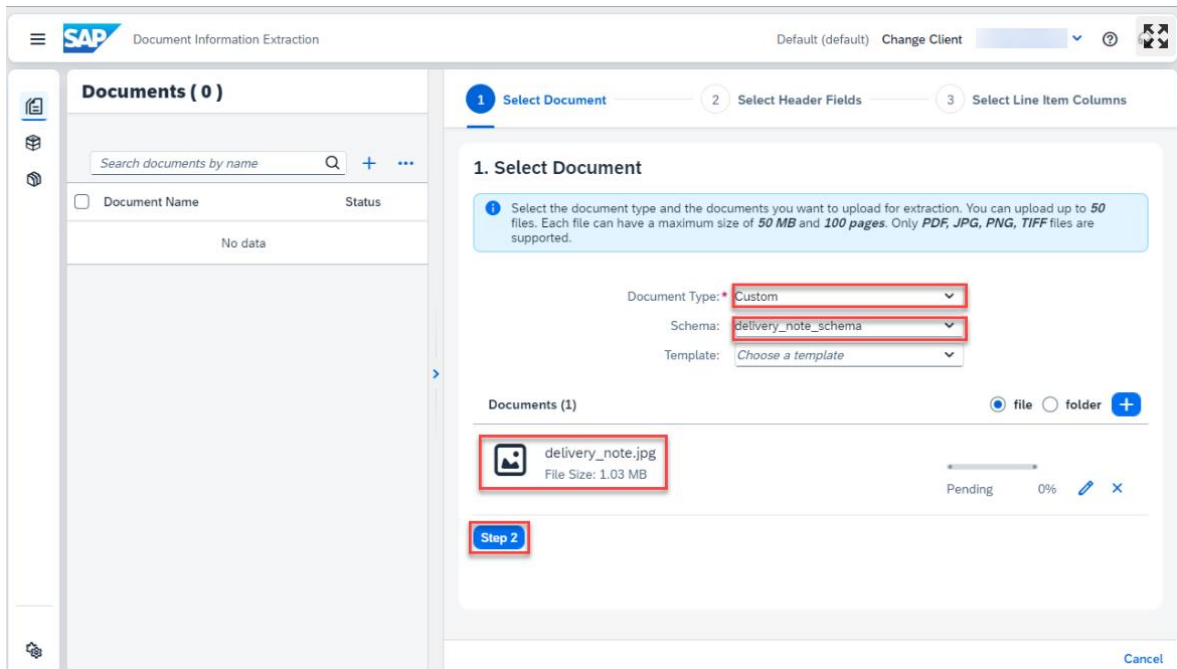 SAP Document Information Extraction Default (default) Change Client
Documents ( 0 )
Search documents by name
Document Name Status
No data
1 Select Document 2 Select Header Fields 3 Select Line Item Columns
1. Select Document
Select the document type and the documents you want to upload for extraction. You can upload up to 50
files. Each file can have a maximum size of 50 MB and 100 pages. Only PDF, JPG, PNG, TIFF files are
supported.
Document Type:* Custom
Schema: delivery_note_schema
Template: Choose a template
Documents (1) file folder
delivery_note.jpg
File Size: 1.03 MB
Pending 0%
Step 2
Cancel